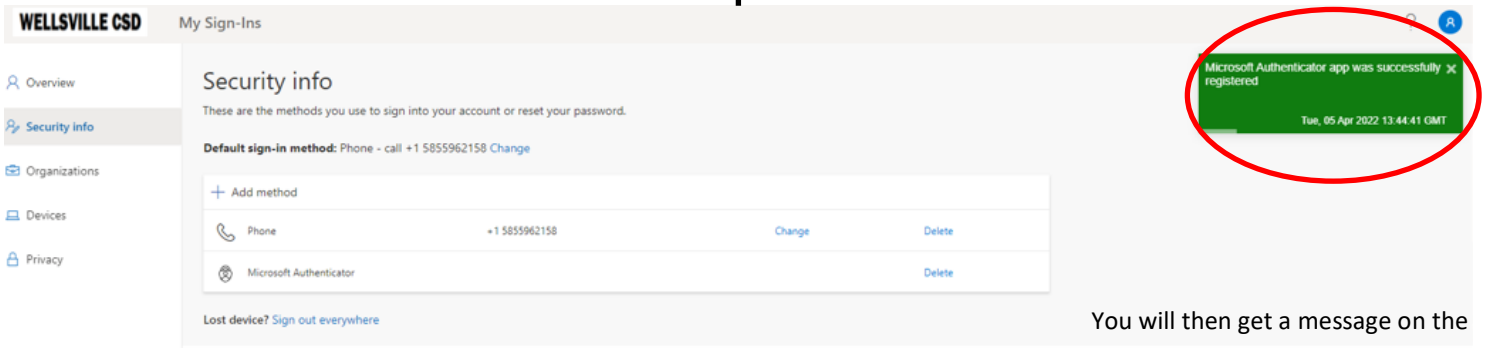 WELLSVILLE CSD
My Sign-Ins
?
A
Microsoft Authenticator app was successfully
registered
Tue, 05 Apr 2022 13:44:41 GMT
Overview
Security info
Organizations
Devices
Privacy
Security info
These are the methods you use to sign into your account or reset your password.
Default sign-in method: Phone - call +1 5855962158 Change
+ Add method
Phone +1 5855962158 Change Delete
Microsoft Authenticator Delete
Lost device? Sign out everywhere
You will then get a message on the